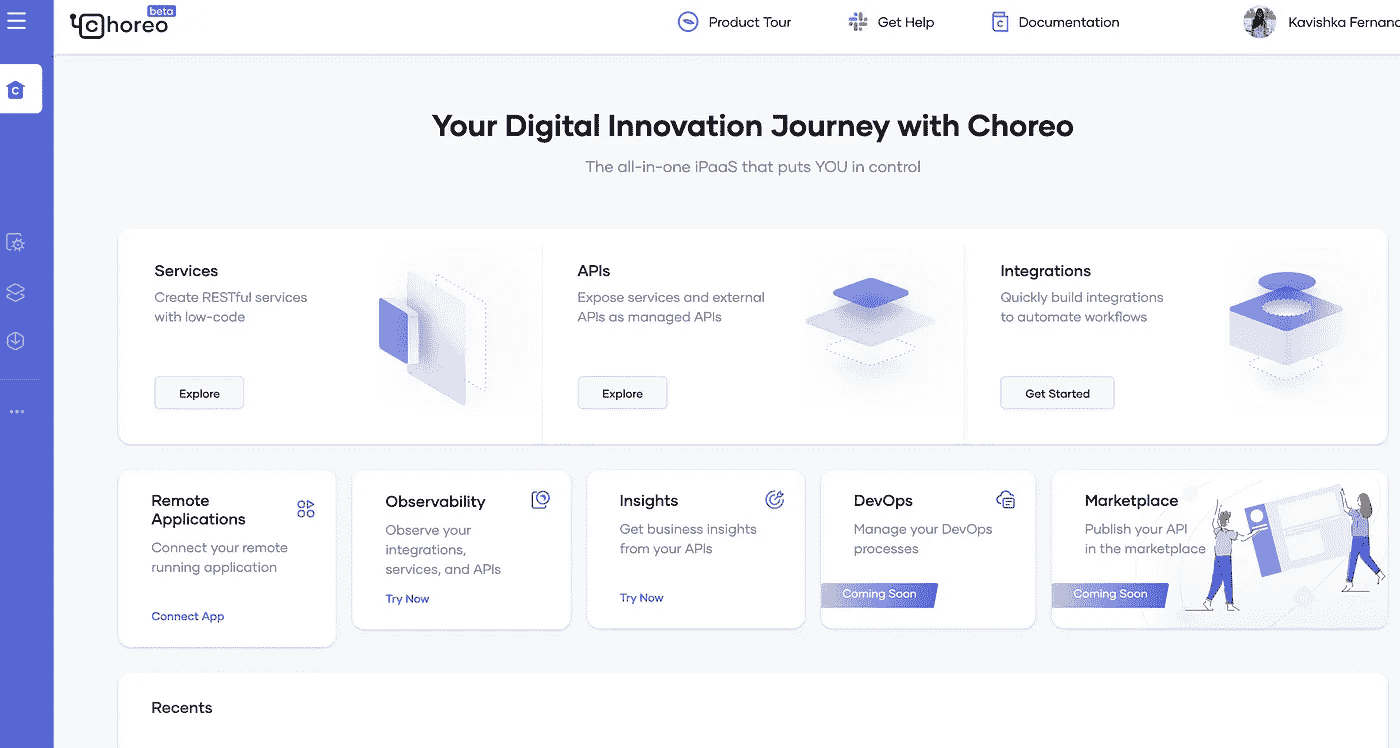 beta
Choreo
Product Tour
Get Help
Documentation
Kavishka Fernanc
Your Digital Innovation Journey with Choreo
The all-in-one iPaaS that puts YOU in control
Services
Create RESTful services
with low-code
Explore
APIs
Expose services and external
APIs as managed APIs
Explore
Integrations
Quickly build integrations
to automate workflows
Get Started
Remote
Applications
Connect your remote
running application
Connect App
Observability
Observe your
integrations,
services, and APIs
Try Now
Insights
Get business insights
from your APIs
Try Now
DevOps
Manage your DevOps
processes
Coming Soon
Marketplace
Publish your API
in the marketplace
Coming Soon
Recents